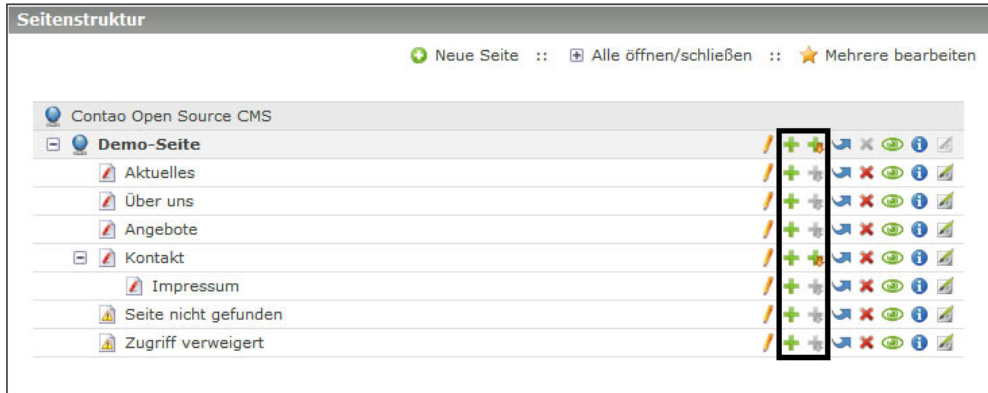 Seitenstruktur
Neue Seite :: Alle öffnen/schließen :: Mehrere bearbeiten
Contao Open Source CMS
Demo-Seite
Aktuelles
Über uns
Angebote
Kontakt
Impressum
Seite nicht gefunden
Zugriff verweigert